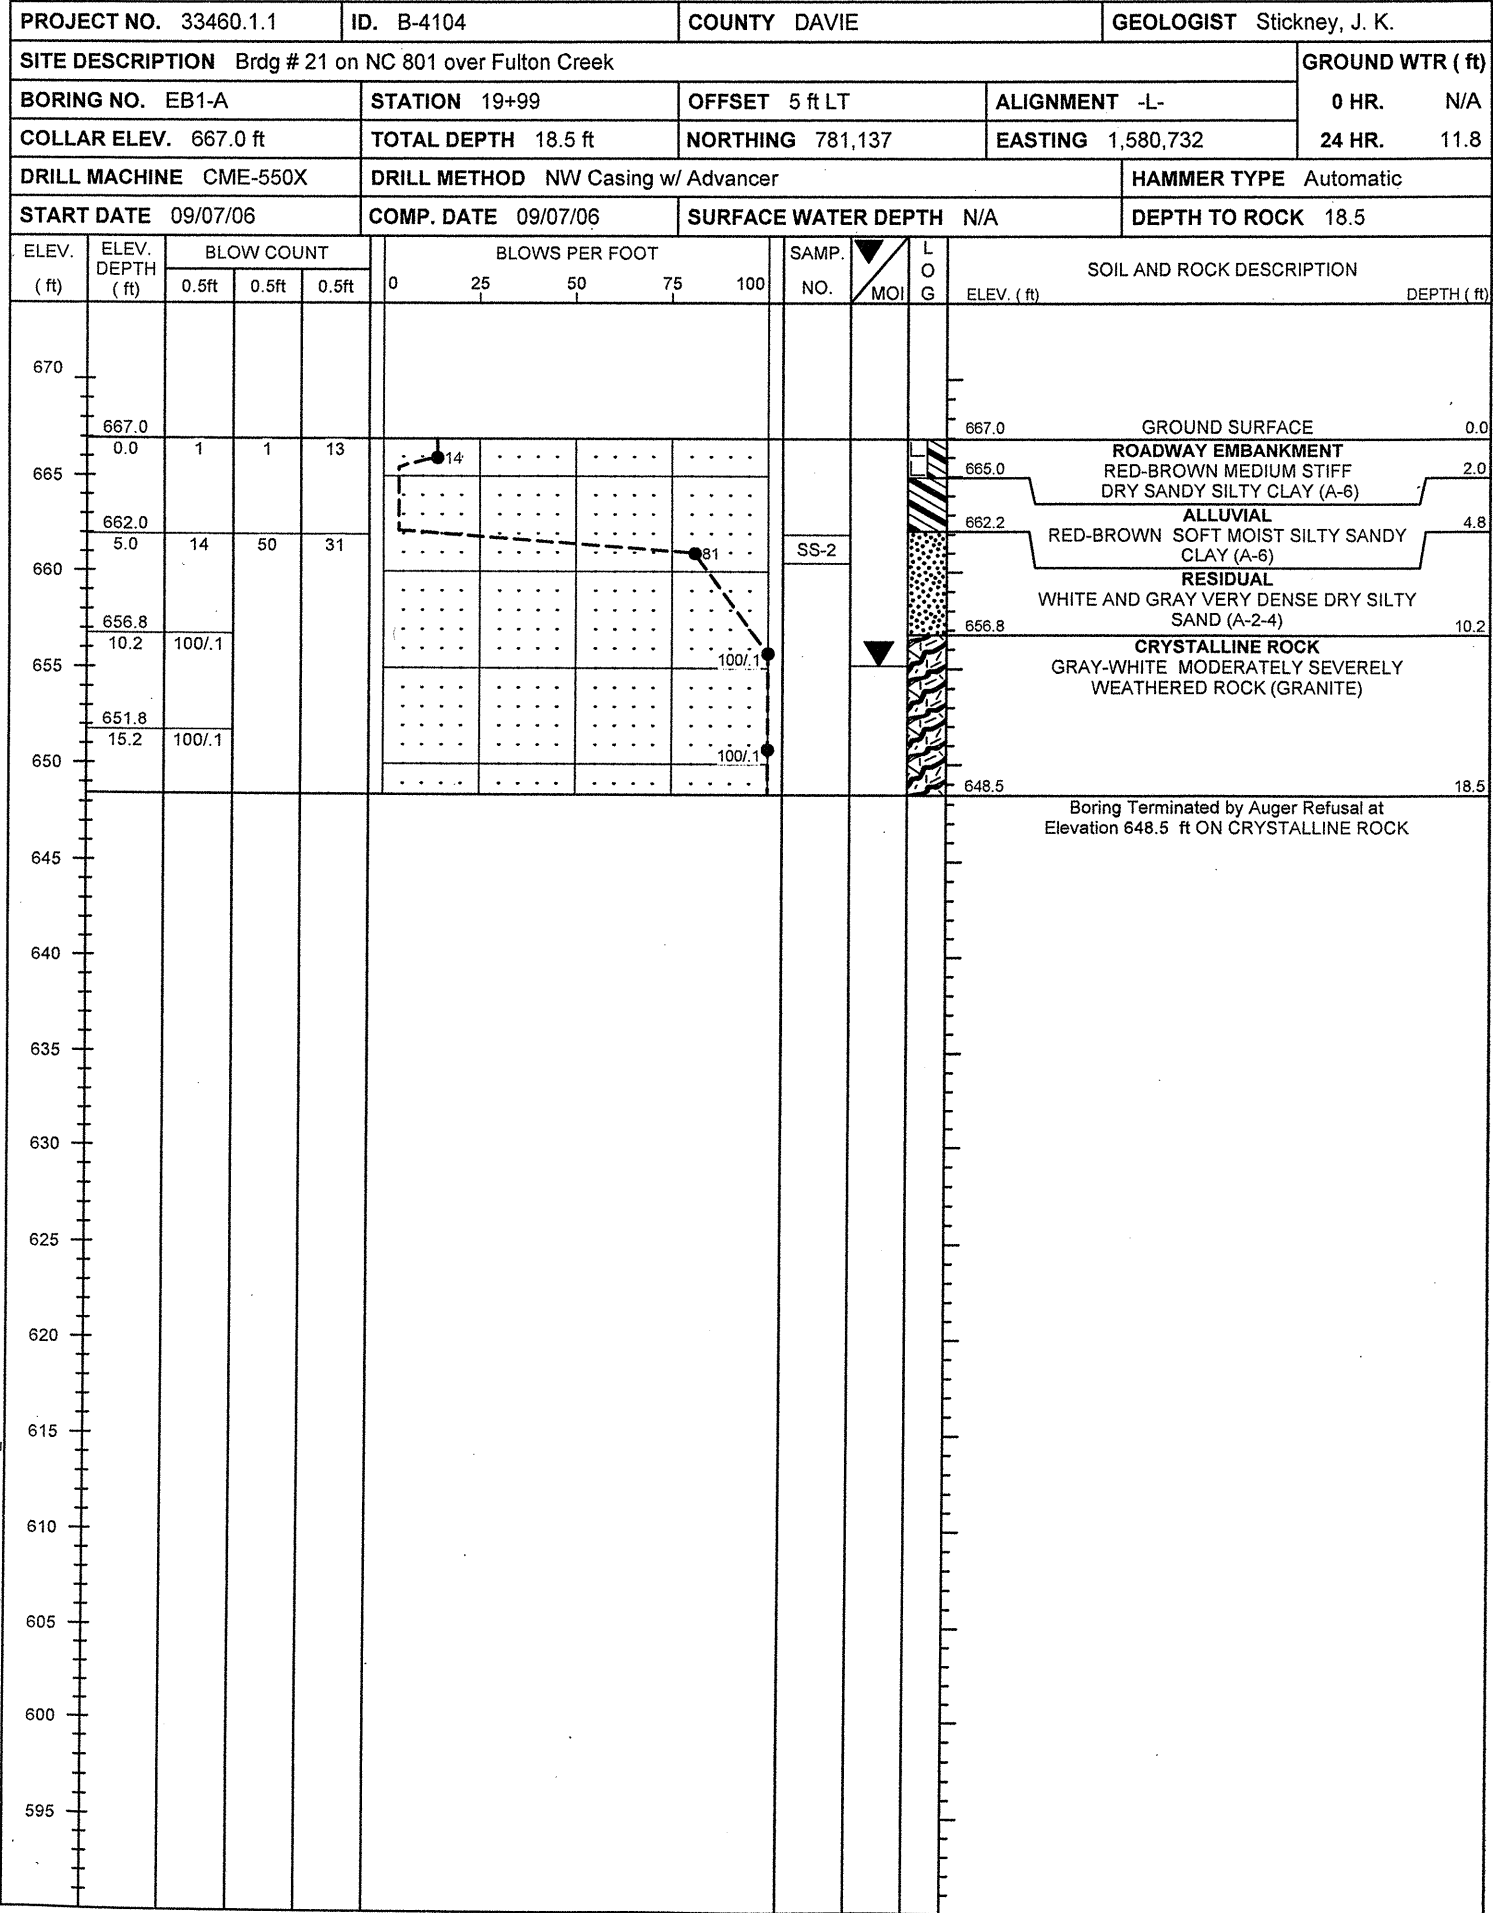 PROJECT NO. 33460.1.1 ID. B-4104 COUNTY DAVIE GEOLOGIST Stickney, J. K.
SITE DESCRIPTION Brdg # 21 on NC 801 over Fulton Creek GROUND WTR ( ft)
BORING NO. EB1-A STATION 19+99 OFFSET 5 ft LT ALIGNMENT -L- 0 HR. N/A
COLLAR ELEV. 667.0 ft TOTAL DEPTH 18.5 ft NORTHING 781,137 EASTING 1,580,732 24 HR. 11.8
DRILL MACHINE CME-550X DRILL METHOD NW Casing w/ Advancer HAMMER TYPE Automatic
START DATE 09/07/06 COMP. DATE 09/07/06 SURFACE WATER DEPTH N/A DEPTH TO ROCK 18.5
ELEV. ELEV. BLOW COUNT BLOWS PER FOOT SAMP. L
DEPTH O SOIL AND ROCK DESCRIPTION
( ft) ( ft) 0.5ft 0.5ft 0.5ft 0 25 50 75 100 NO. MOI G ELEV. ( ft) DEPTH ( ft)
670
667.0 667.0 GROUND SURFACE 0.0
0.0 1 1 13 14 ROADWAY EMBANKMENT
665 665.0 RED-BROWN MEDIUM STIFF 2.0
DRY SANDY SILTY CLAY (A-6)
662.0 662.2 ALLUVIAL 4.8
5.0 14 50 31 81 SS-2 RED-BROWN SOFT MOIST SILTY SANDY
CLAY (A-6)
660 RESIDUAL
WHITE AND GRAY VERY DENSE DRY SILTY
656.8 656.8 SAND (A-2-4) 10.2
10.2 100/.1 CRYSTALLINE ROCK
655 100/.1 GRAY-WHITE MODERATELY SEVERELY
WEATHERED ROCK (GRANITE)
651.8
15.2 100/.1
650 100/.1
648.5 18.5
Boring Terminated by Auger Refusal at
Elevation 648.5 ft ON CRYSTALLINE ROCK
645
640
635
630
625
620
615
610
605
600
595